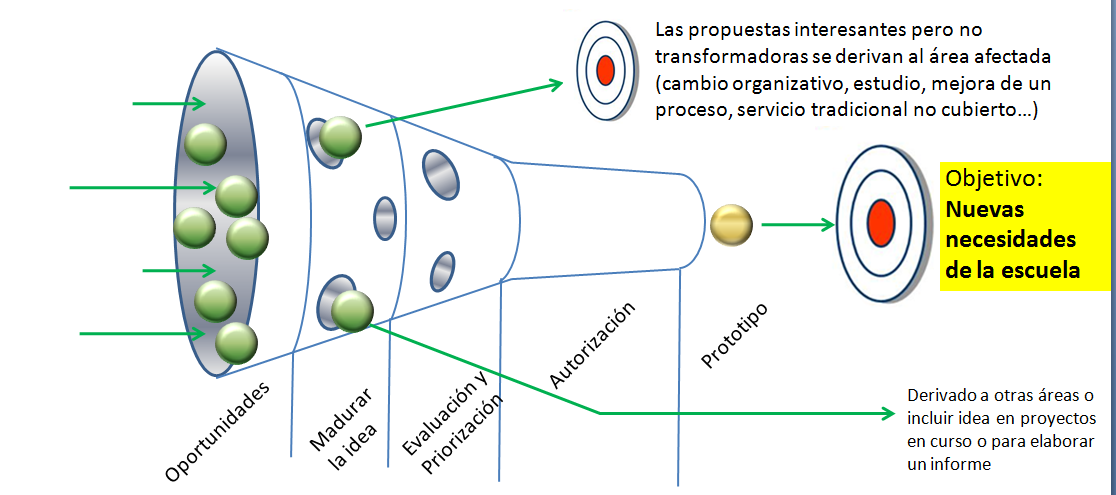 Las propuestas interesantes pero no
transformadoras se derivan al área afectada
(cambio organizativo, estudio, mejora de un
proceso, servicio tradicional no cubierto...)
Objetivo:
Nuevas
necesidades
de la escuela
Oportunidades
Madurar
la idea
Evaluación y
Priorización
Autorización
Prototipo
Derivado a otras áreas o
incluir idea en proyectos
en curso o para elaborar
un informe